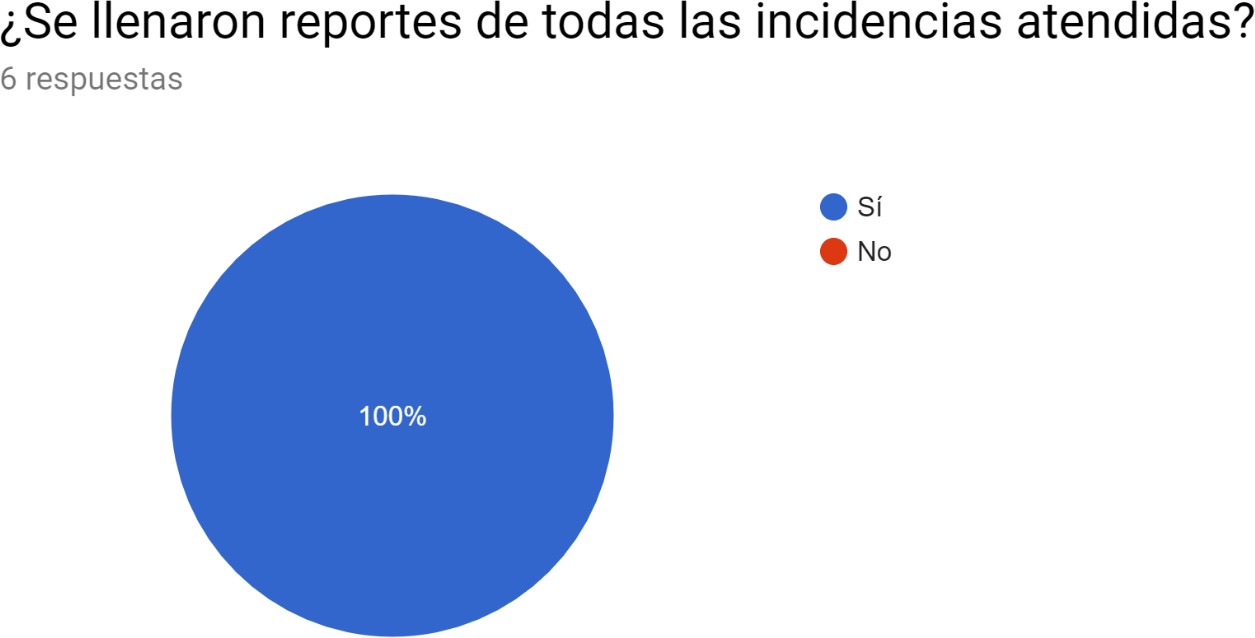 ¿Se llenaron reportes de todas las incidencias atendidas?
6 respuestas
Sí
No
100%